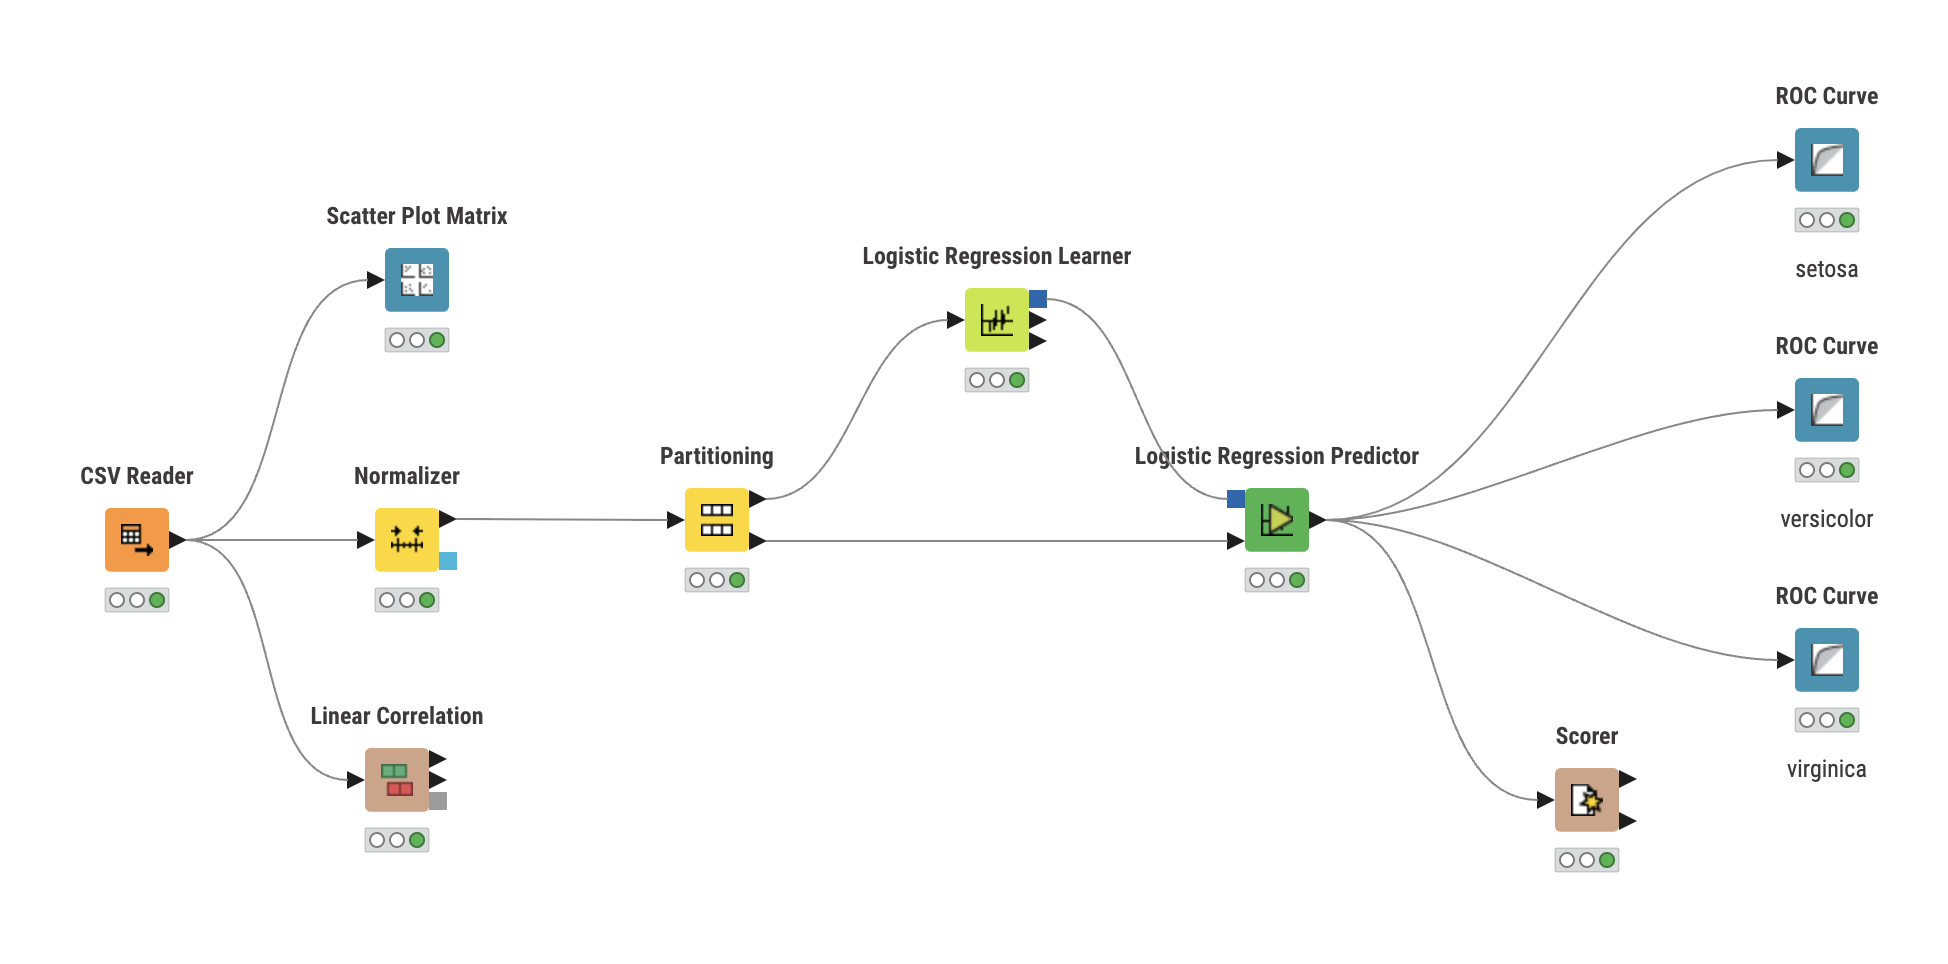 ROC Curve
setosa
Scatter Plot Matrix
Logistic Regression Learner
ROC Curve
versicolor
CSV Reader
Normalizer
Partitioning
Logistic Regression Predictor
ROC Curve
virginica
Linear Correlation
Scorer